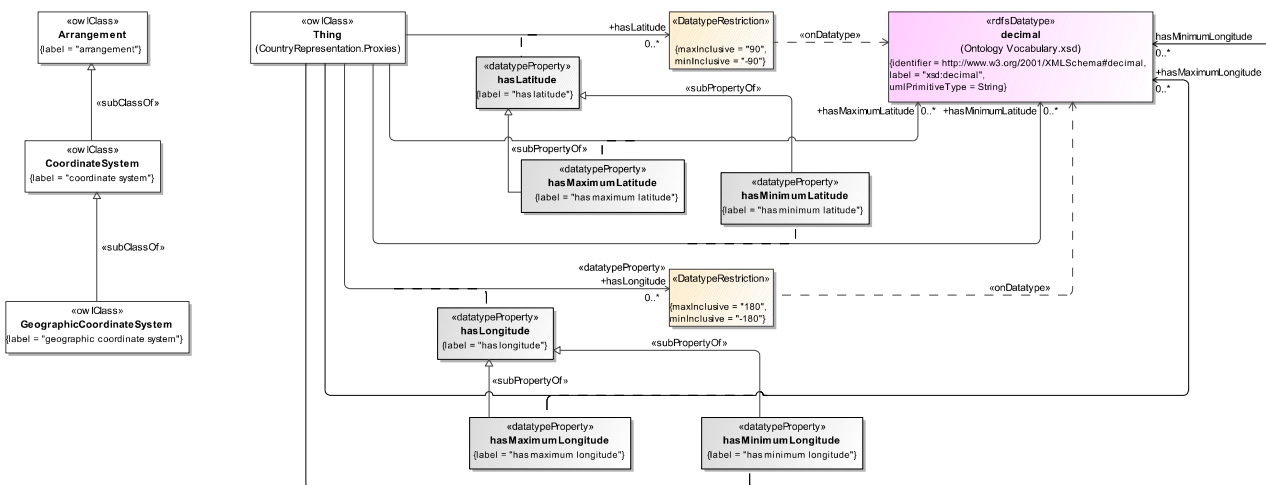 «owlClass»
Arrangement
{label = "arrangement"}
«subClassOf»
«owlClass»
CoordinateSystem
{label = "coordinate system"}
«subClassOf»
«owlClass»
GeographicCoordinateSystem
{label = "geographic coordinate system"}
«owlClass»
Thing
(CountryRepresentation.Proxies)
+hasLatitude
0..*
«DatatypeRestriction»
{maxInclusive = "90",
minInclusive = "-90"}
«onDatatype»
«rdfsDatatype»
decimal
(Ontology Vocabulary.xsd)
{identifier = http://www.w3.org/2001/XMLSchema#decimal,
label = "xsd:decimal",
umlPrimitiveType = String}
hasMinimumLongitude
0..*
+hasMaximumLongitude
0..*
«datatypeProperty»
hasLatitude
{label = "has latitude"}
«subPropertyOf»
+hasMaximumLatitude
0..*
+hasMinimumLatitude
0..*
«subPropertyOf»
«datatypeProperty»
hasMaximumLatitude
{label = "has maximum latitude"}
«datatypeProperty»
hasMinimumLatitude
{label = "has minimum latitude"}
«datatypeProperty»
+hasLongitude
0..*
«DatatypeRestriction»
{maxInclusive = "180",
minInclusive = "-180"}
«onDatatype»
«datatypeProperty»
hasLongitude
{label = "has longitude"}
«subPropertyOf»
«subPropertyOf»
«datatypeProperty»
hasMaximumLongitude
{label = "has maximum longitude"}
«datatypeProperty»
hasMinimumLongitude
{label = "has minimum longitude"}